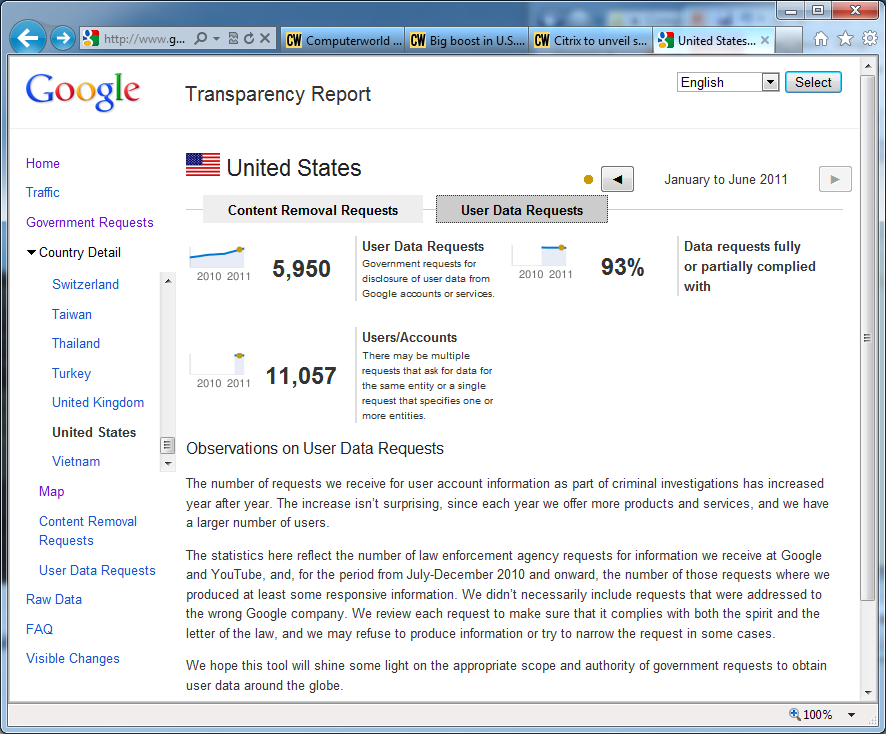 http://www.g...
CW Computerworld ...
CW Big boost in U.S....
CW Citrix to unveil s...
United States...
Google
Transparency Report
English
Select
Home
Traffic
Government Requests
Country Detail
Switzerland
Taiwan
Thailand
Turkey
United Kingdom
United States
Vietnam
Map
Content Removal
Requests
User Data Requests
Raw Data
FAQ
Visible Changes
United States
January to June 2011
Content Removal Requests
User Data Requests
2010 2011
5,950
User Data Requests
Government requests for
disclosure of user data from
Google accounts or services.
2010 2011
93%
Data requests fully
or partially complied
with
2010 2011
11,057
Users/Accounts
There may be multiple
requests that ask for data for
the same entity or a single
request that specifies one or
more entities.
Observations on User Data Requests
The number of requests we receive for user account information as part of criminal investigations has increased
year after year. The increase isn't surprising, since each year we offer more products and services, and we have
a larger number of users.
The statistics here reflect the number of law enforcement agency requests for information we receive at Google
and YouTube, and, for the period from July-December 2010 and onward, the number of those requests where we
produced at least some responsive information. We didn't necessarily include requests that were addressed to
the wrong Google company. We review each request to make sure that it complies with both the spirit and the
letter of the law, and we may refuse to produce information or try to narrow the request in some cases.
We hope this tool will shine some light on the appropriate scope and authority of government requests to obtain
user data around the globe.
100%